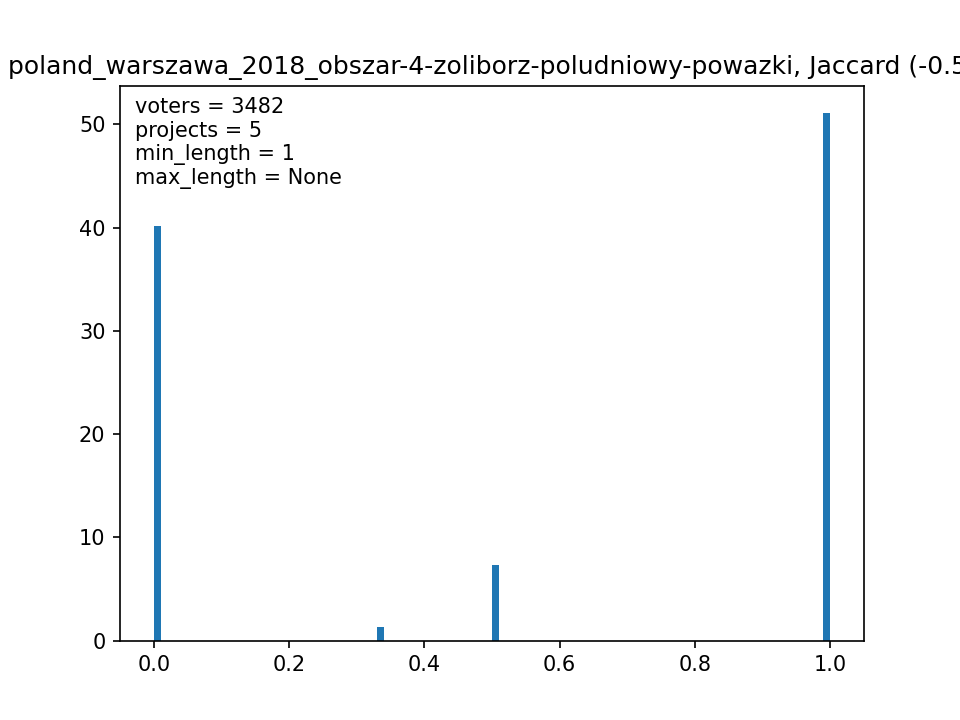 poland_warszawa_2018_obszar-4-zoliborz-poludniowy-powazki, Jaccard (-0.5
voters = 3482
projects = 5
min_length = 1
max_length = None
50
40
30
20
10
0
0.0 0.2 0.4 0.6 0.8 1.0